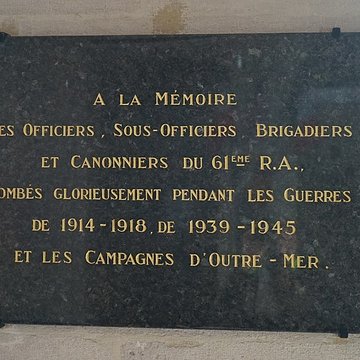 A LA MÉMOIRE
ES OFFICIERS, SOUS-OFFICIERS, BRIGADIERS
ET CANONNIERS DU 61ÈME R.A.,
OMBÉS GLORIEUSEMENT PENDANT LES GUERRES
DE 1914-1918, DE 1939-1945
ET LES CAMPAGNES D'OUTRE-MER.